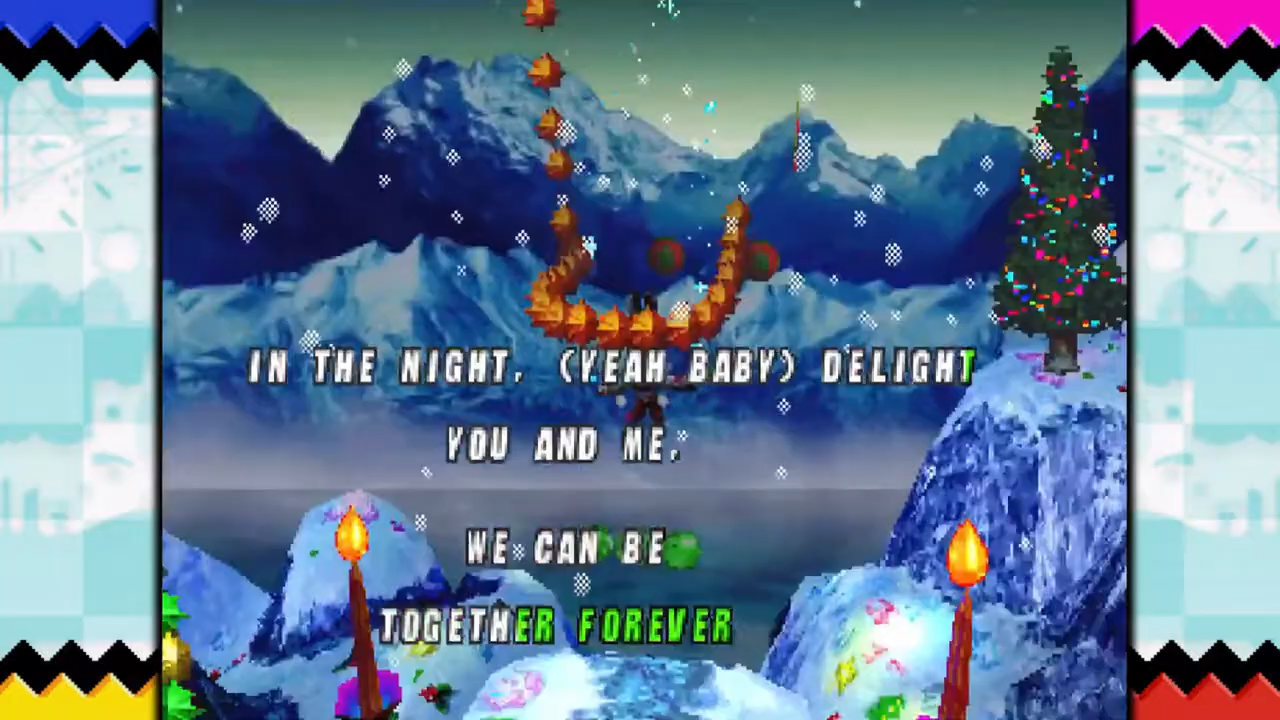 IN THE NIGHT, (YEAH BABY) DELIGHT
YOU AND ME,
WE CAN BE
TOGETHER FOREVER